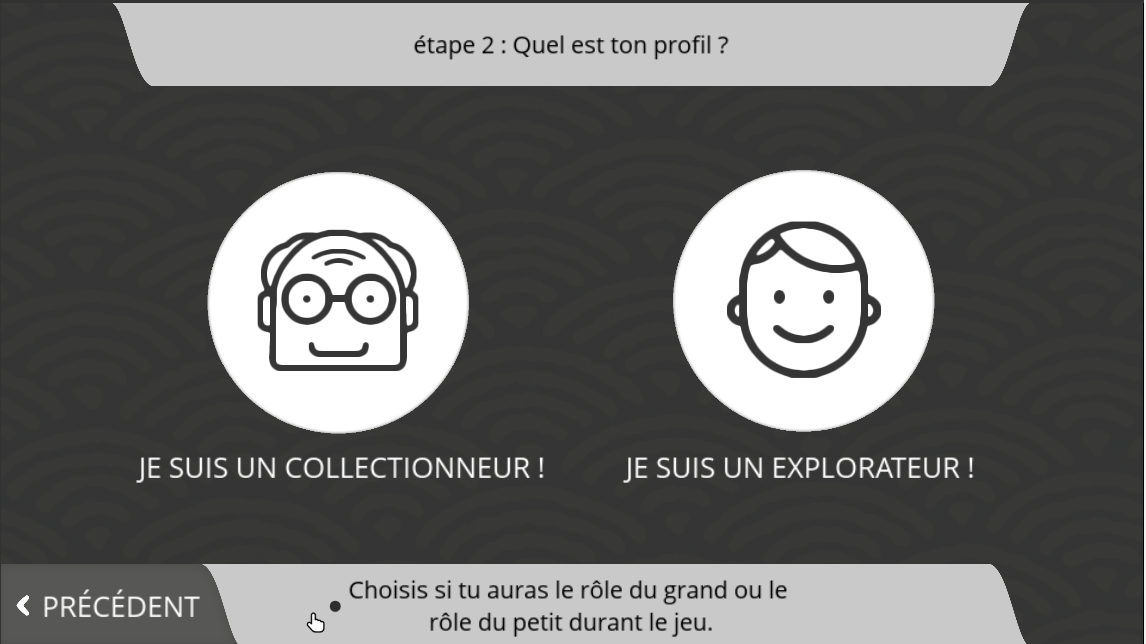 étape 2 : Quel est ton profil ?
JE SUIS UN COLLECTIONNEUR !
JE SUIS UN EXPLORATEUR !
PRÉCÉDENT
Choisis si tu auras le rôle du grand ou le
rôle du petit durant le jeu.